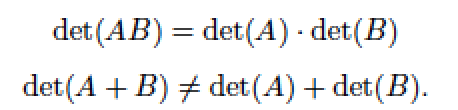 det(AB) = det(A) · det(B)
det(A + B) ≠ det(A) + det(B).